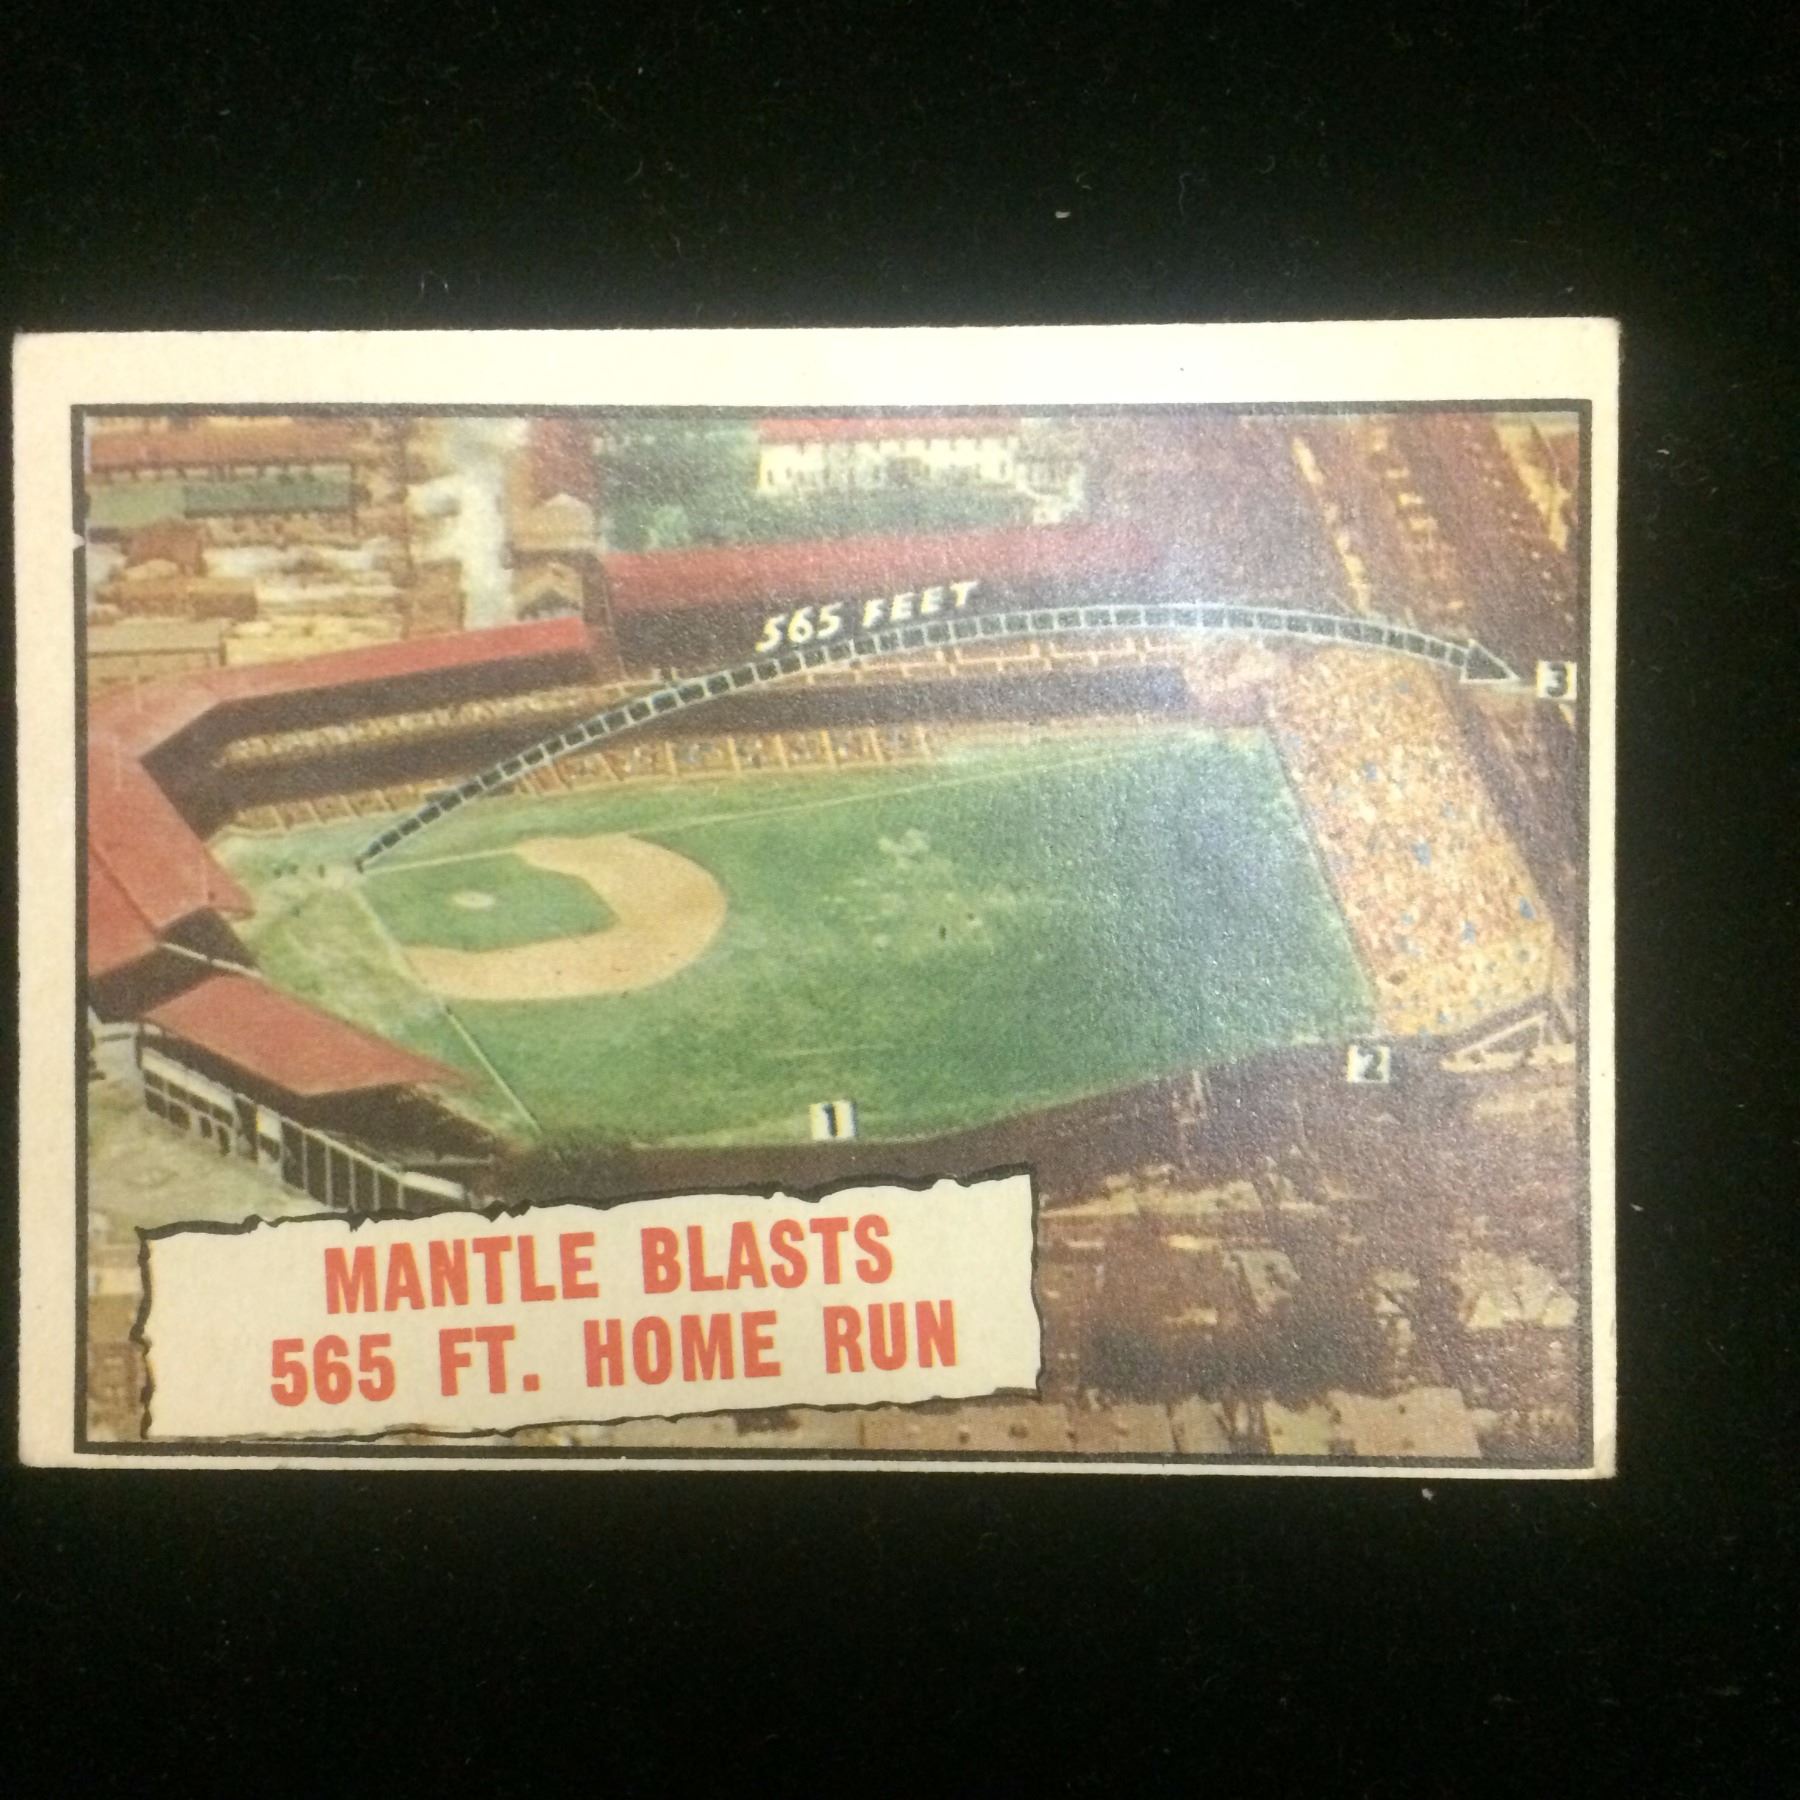 565 FEET
3
2
1
MANTLE BLASTS
565 FT. HOME RUN